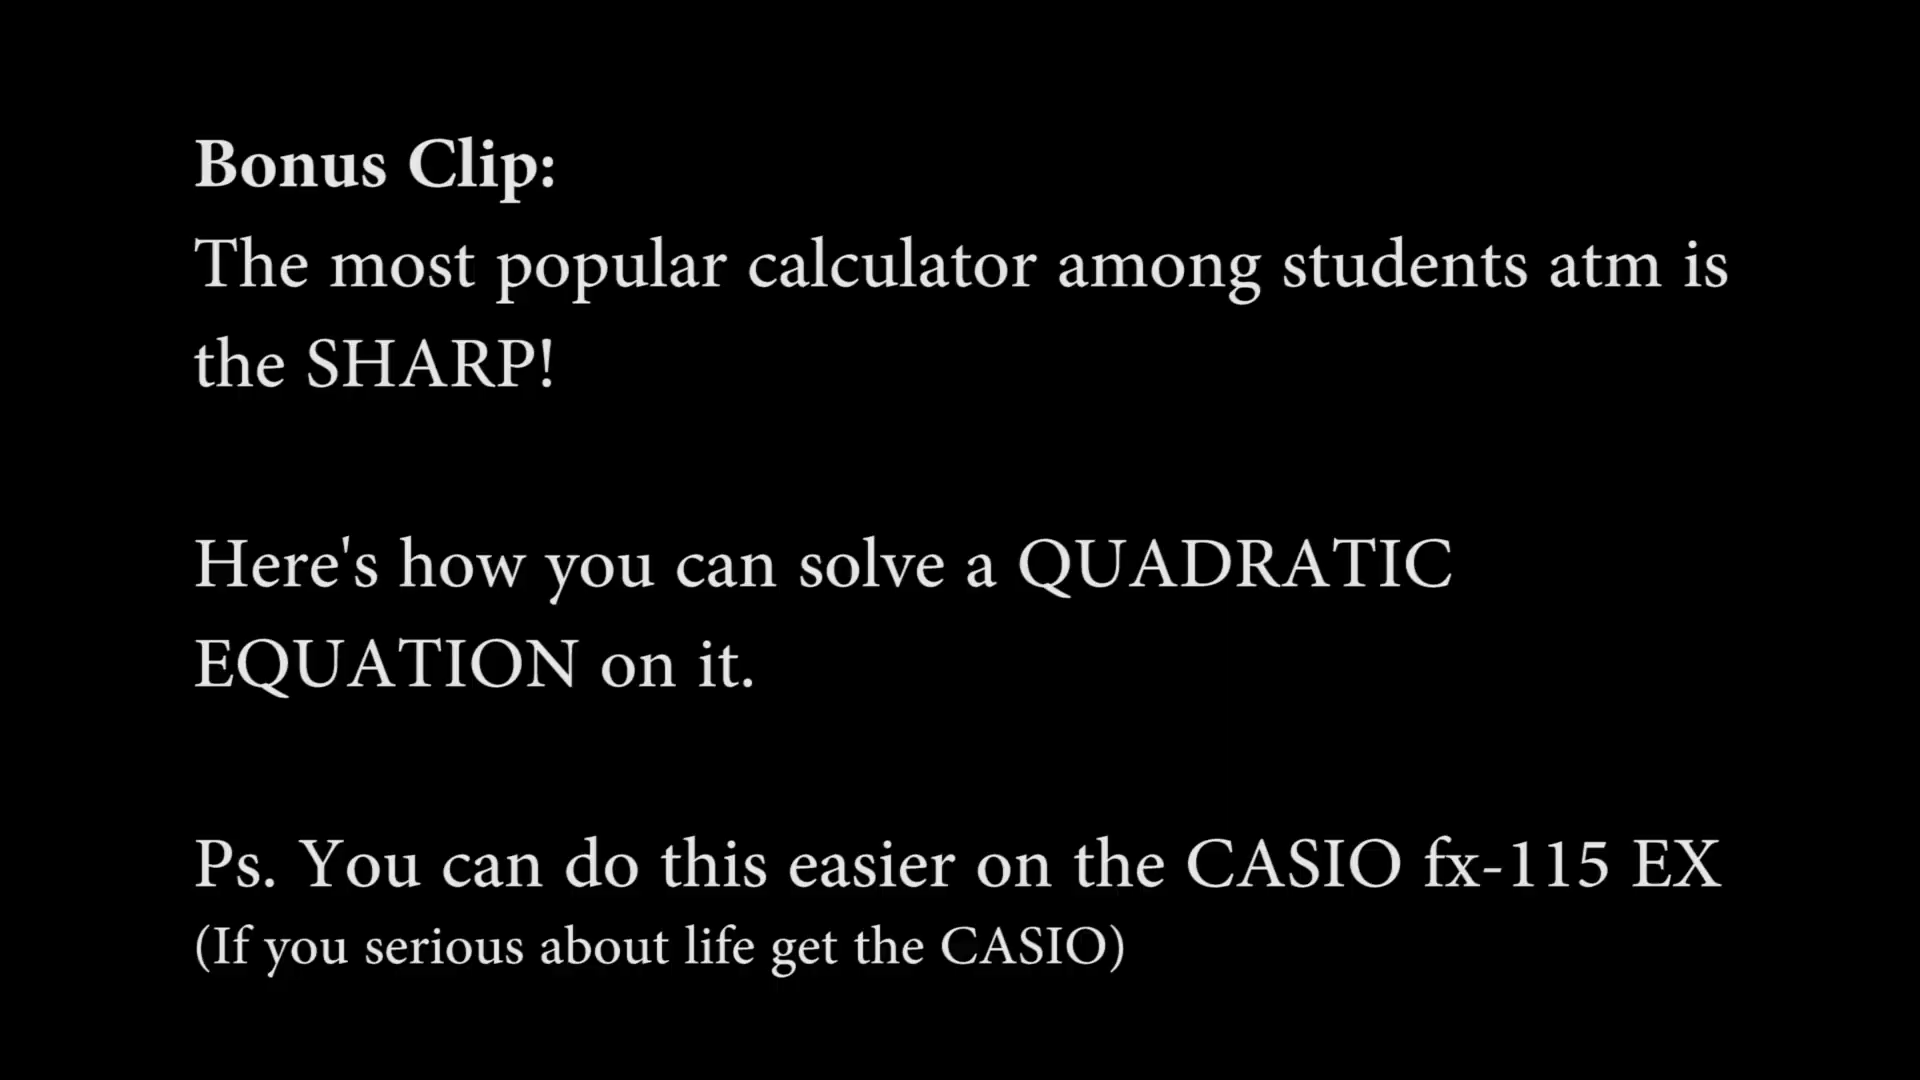 Bonus Clip:
The most popular calculator among students atm is
the SHARP!
Here's how you can solve a QUADRATIC
EQUATION on it.
Ps. You can do this easier on the CASIO fx-115 EX
(If you serious about life get the CASIO)